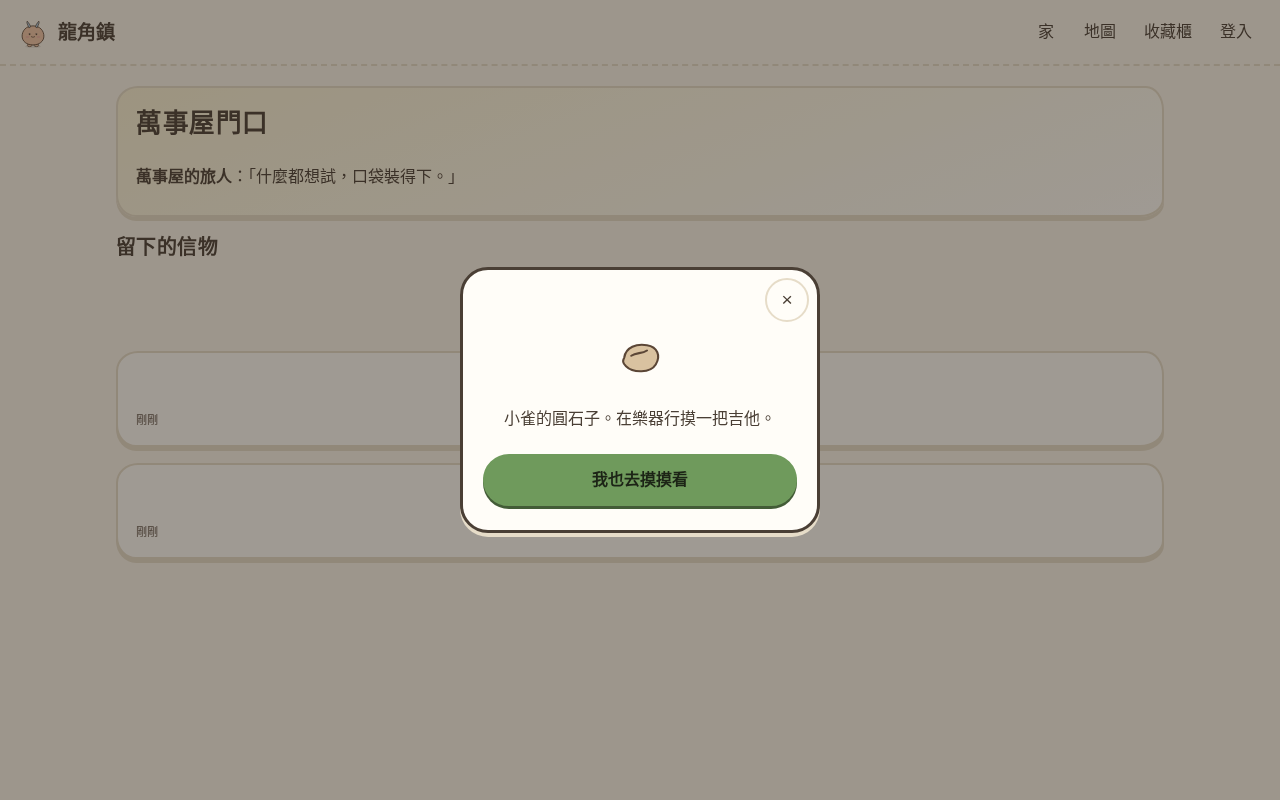 龍角鎮
家 地圖 收藏櫃 登入
萬事屋門口
萬事屋的旅人：「什麼都想試，口袋裝得下。」
留下的信物
×
小雀的圓石子。在樂器行摸一把吉他。
我也去摸摸看
剛剛
剛剛